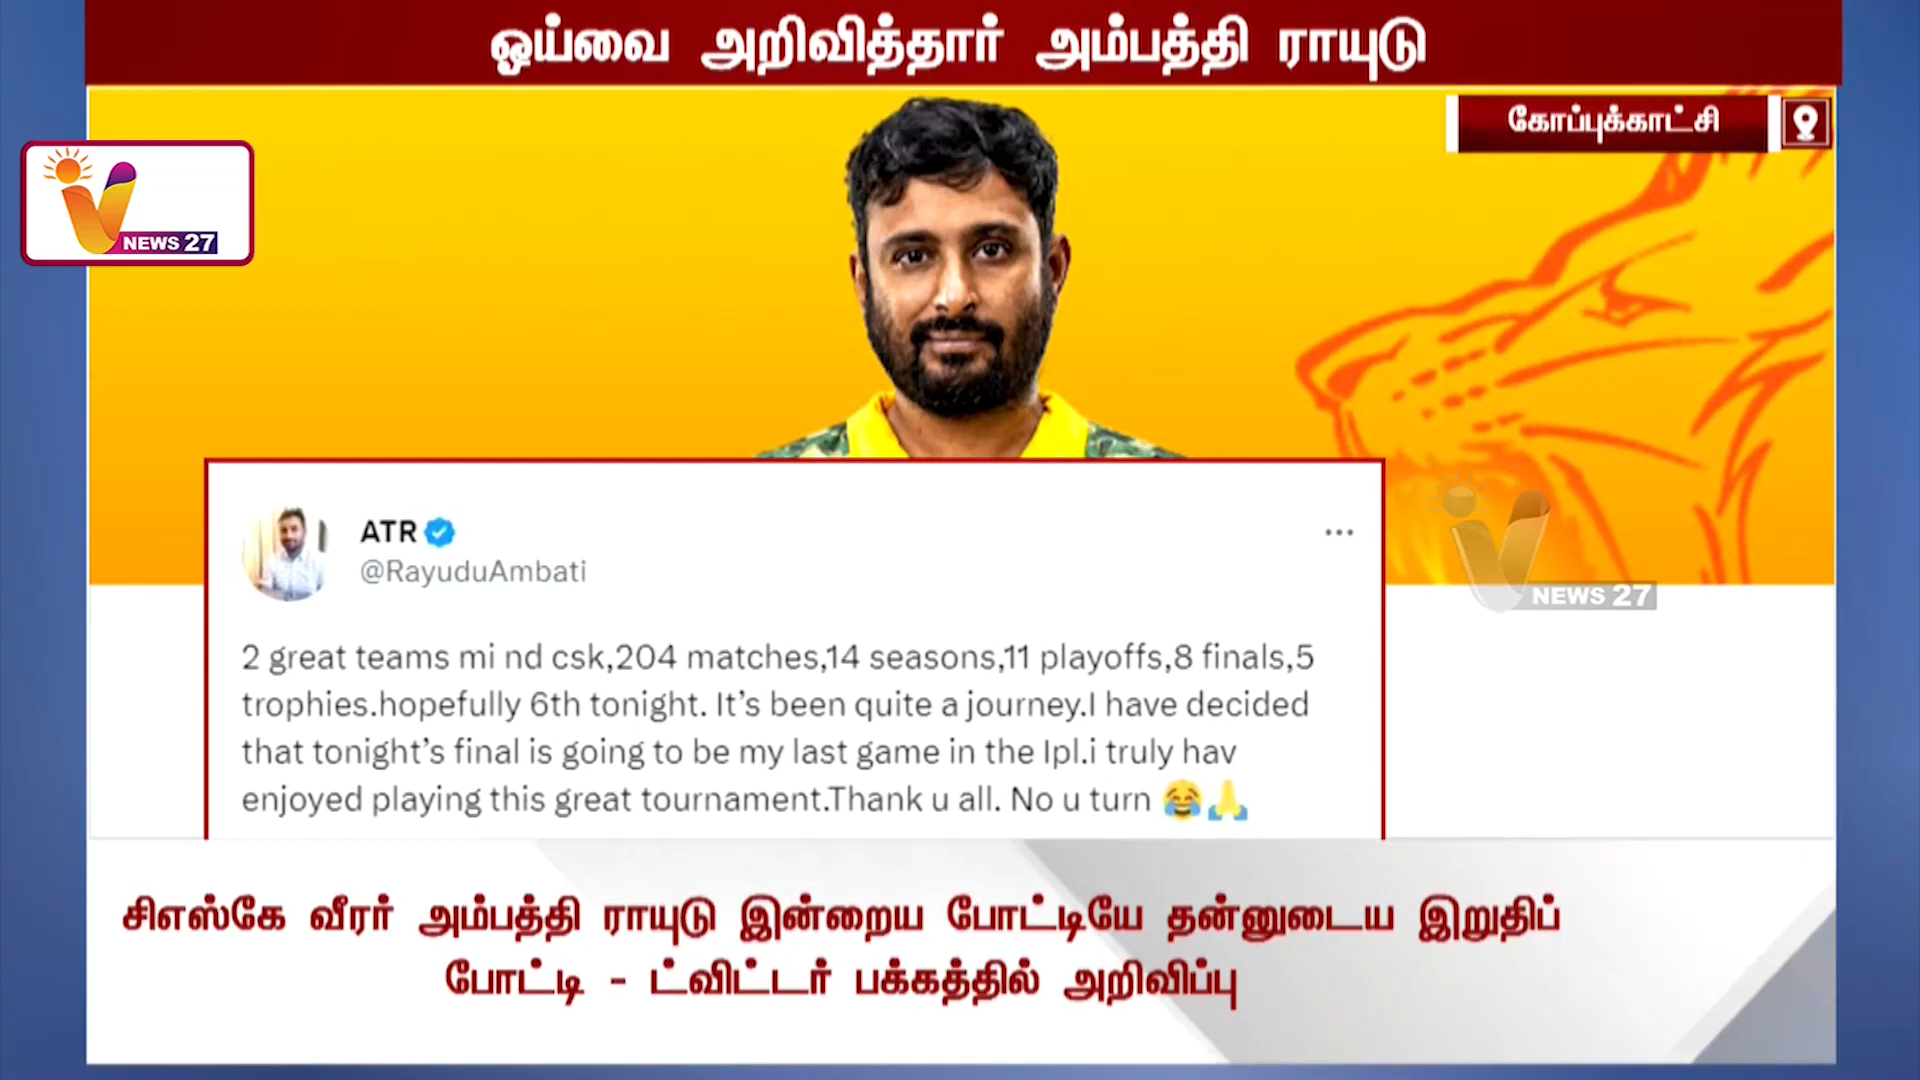 ஓய்வை அறிவித்தார் அம்பத்தி ராயுடு
கோப்புக்காட்சி
NEWS 27
ATR
@RayuduAmbati
2 great teams mi nd csk,204 matches,14 seasons,11 playoffs,8 finals,5
trophies.hopefully 6th tonight. It’s been quite a journey.I have decided
that tonight’s final is going to be my last game in the Ipl.i truly hav
enjoyed playing this great tournament.Thank u all. No u turn 😂🙏
NEWS 27
சிஎஸ்கே வீரர் அம்பத்தி ராயுடு இன்றைய போட்டியே தன்னுடைய இறுதிப்
போட்டி - ட்விட்டர் பக்கத்தில் அறிவிப்பு